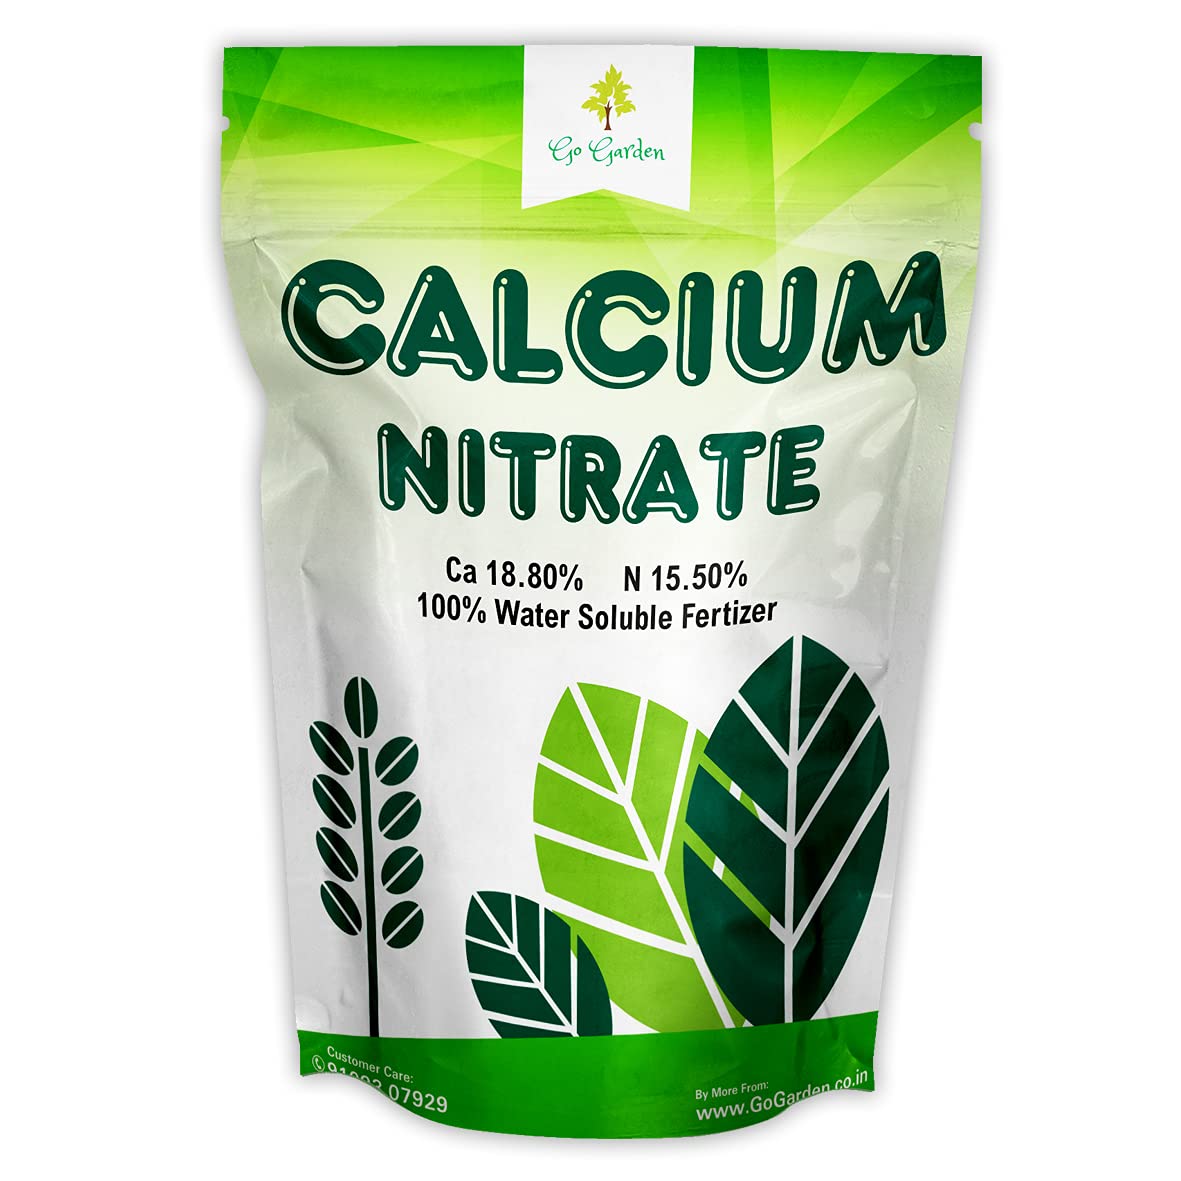 Go Garden
CALCIUM
NITRATE
Ca 18.80% N 15.50%
100% Water Soluble Fertizer
Customer Care:
07929
By More From:
www.GoGarden.co.in